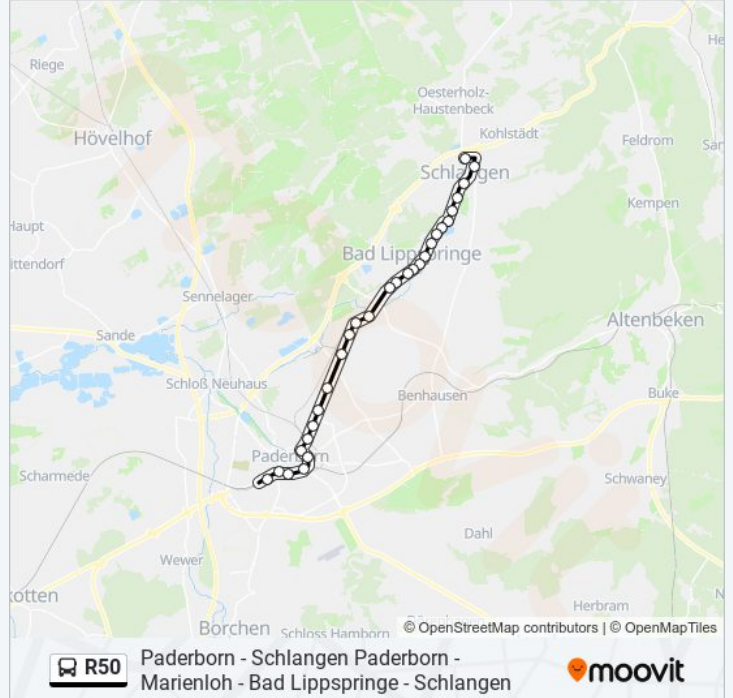 Riege
He
Oesterholz-
Haustenbeck
Hövelhof
Kohlstädt
Feldrom
San
Schlangen
Kempen
Haupt
Bad Lippspringe
ittendorf
Sennelager
Altenbeken
Sande
Schloß Neuhaus
Benhausen
Buke
Paderborn
Scharmede
Schwaney
Dahl
Wewer
kotten
N
Herbram
Borchen
Schloss Hamborn
© OpenStreetMap contributors | © OpenMapTiles
R50
Paderborn - Schlangen Paderborn -
Marienloh - Bad Lippspringe - Schlangen
moovit